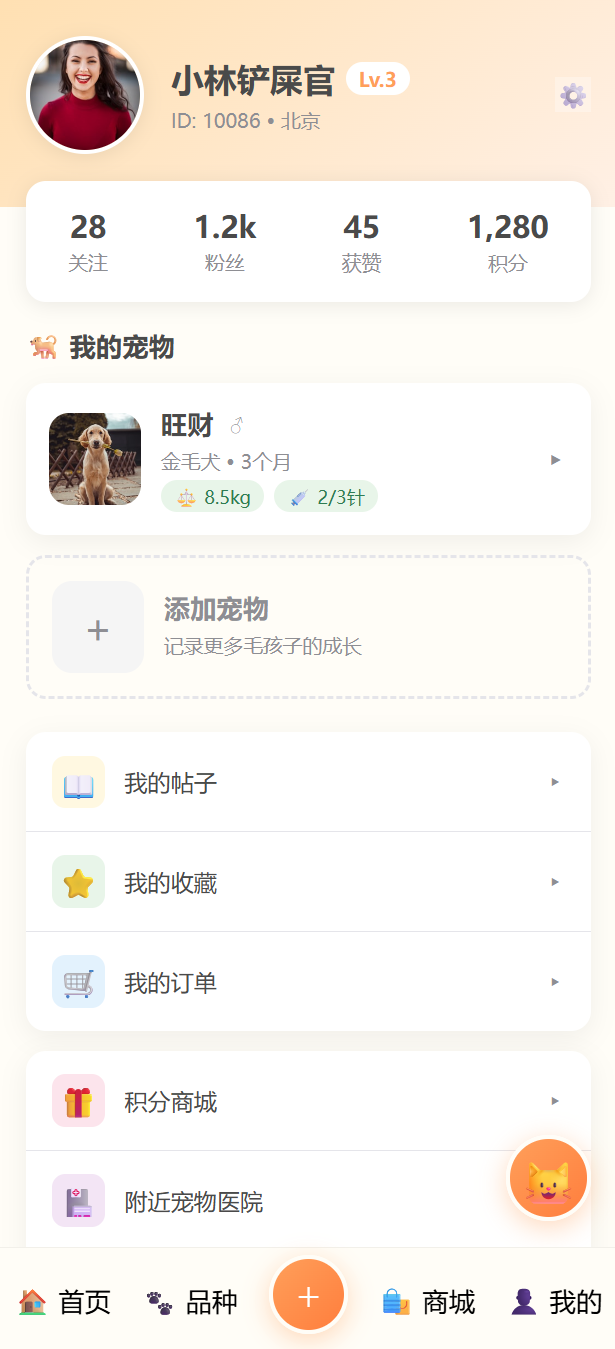 小林铲屎官 Lv.3
ID: 10086 • 北京
28 1.2k 45 1,280
关注 粉丝 获赞 积分
我的宠物
旺财 ♂
金毛犬 • 3个月
8.5kg 2/3针
+ 添加宠物
记录更多毛孩子的成长
我的帖子
我的收藏
我的订单
积分商城
附近宠物医院
首页 品种 + 商城 我的